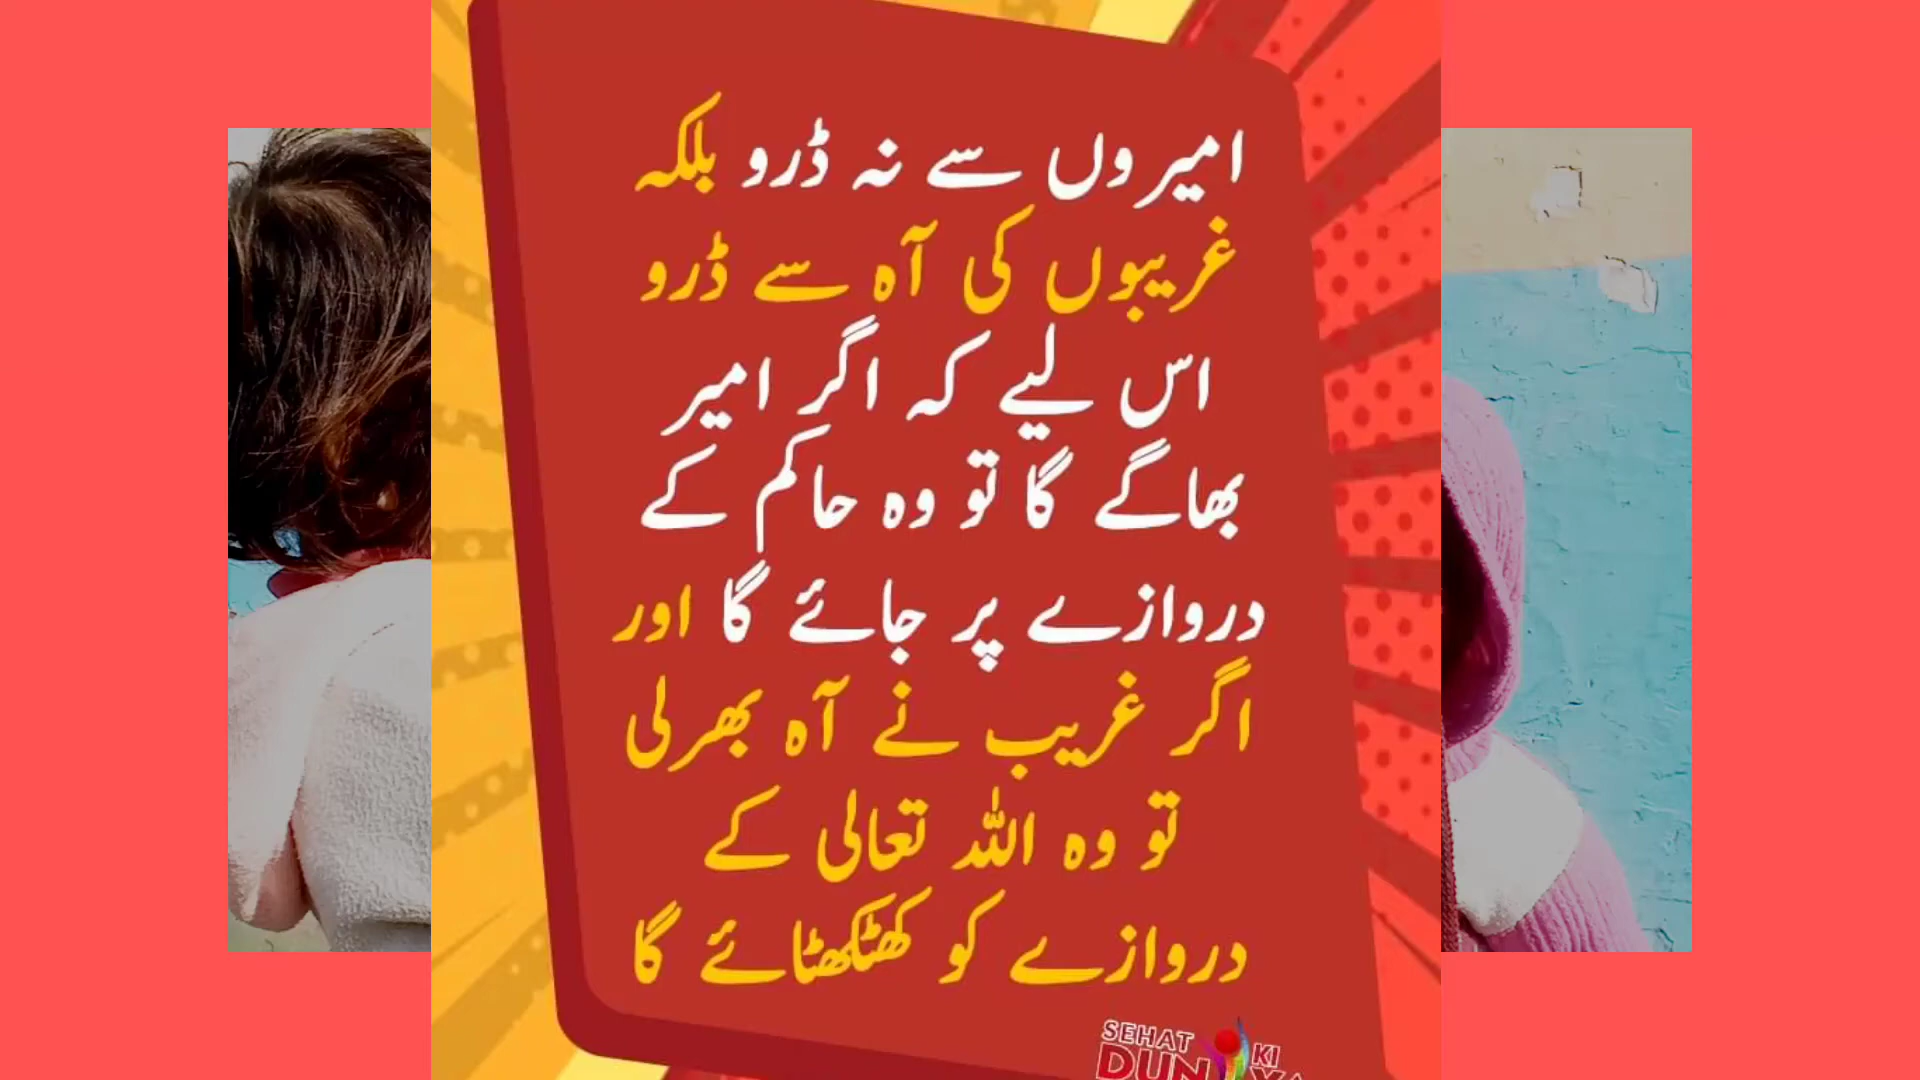 امیروں سے نہ ڈرو بلکہ
غریبوں کی آہ سے ڈرو
اس لیے کہ اگر امیر
بھاگے گا تو وہ حاکم کے
دروازے پر جائے گا اور
اگر غریب نے آہ بھرلی
تو وہ اللہ تعالی کے
دروازے کو کھٹکھٹائے گا
SEHAT
KI